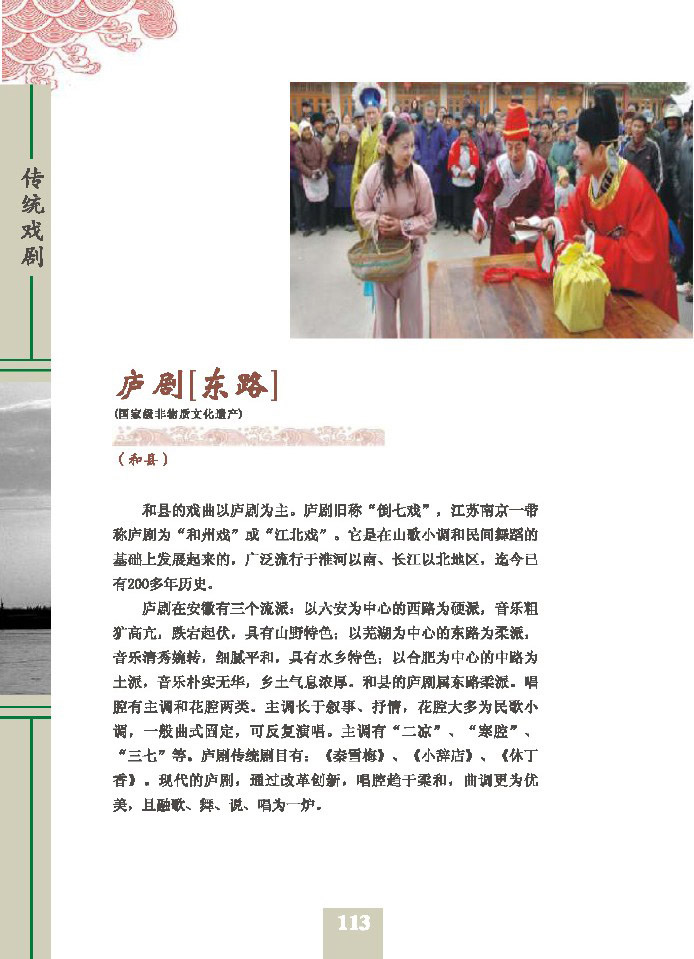 传统戏剧
庐剧[东路]
(国家级非物质文化遗产)
（和县）
和县的戏曲以庐剧为主。庐剧旧称“倒七戏”，江苏南京一带
称庐剧为“和州戏”或“江北戏”。它是在山歌小调和民间舞蹈的
基础上发展起来的，广泛流行于淮河以南、长江以北地区，迄今已
有200多年历史。
庐剧在安徽有三个流派：以六安为中心的西路为硬派，音乐粗
犷高亢，跌宕起伏，具有山野特色；以芜湖为中心的东路为柔派，
音乐清秀婉转，细腻平和，具有水乡特色；以合肥为中心的中路为
土派，音乐朴实无华，乡土气息浓厚。和县的庐剧属东路柔派。唱
腔有主调和花腔两类。主调长于叙事、抒情，花腔大多为民歌小
调，一般曲式固定，可反复演唱。主调有“二凉”、“寒腔”、
“三七”等。庐剧传统剧目有：《秦雪梅》、《小辞店》、《休丁
香》。现代的庐剧，通过改革创新，唱腔趋于柔和，曲调更为优
美，且融歌、舞、说、唱为一炉。
113